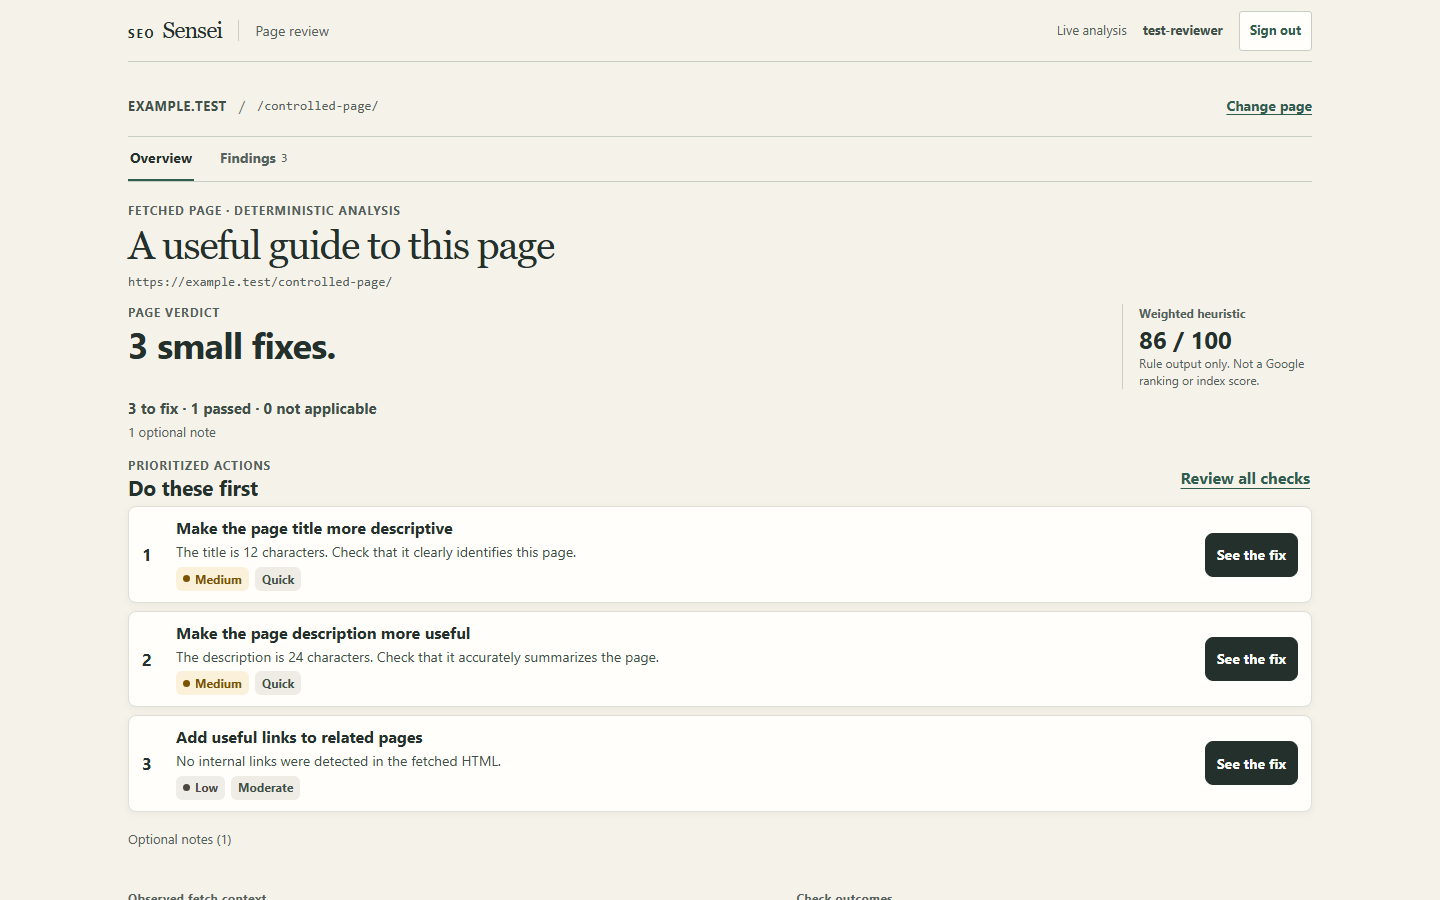 SEO Sensei Page review Live analysis test-reviewer Sign out
EXAMPLE.TEST / /controlled-page/ Change page
Overview Findings 3
FETCHED PAGE · DETERMINISTIC ANALYSIS
A useful guide to this page
https://example.test/controlled-page/
PAGE VERDICT
3 small fixes.
Weighted heuristic
86 / 100
Rule output only. Not a Google
ranking or index score.
3 to fix · 1 passed · 0 not applicable
1 optional note
PRIORITIZED ACTIONS
Do these first
Review all checks
1
Make the page title more descriptive
The title is 12 characters. Check that it clearly identifies this page.
Medium Quick
See the fix
2
Make the page description more useful
The description is 24 characters. Check that it accurately summarizes the page.
Medium Quick
See the fix
3
Add useful links to related pages
No internal links were detected in the fetched HTML.
Low Moderate
See the fix
Optional notes (1)
Observed fetch context Check outcomes